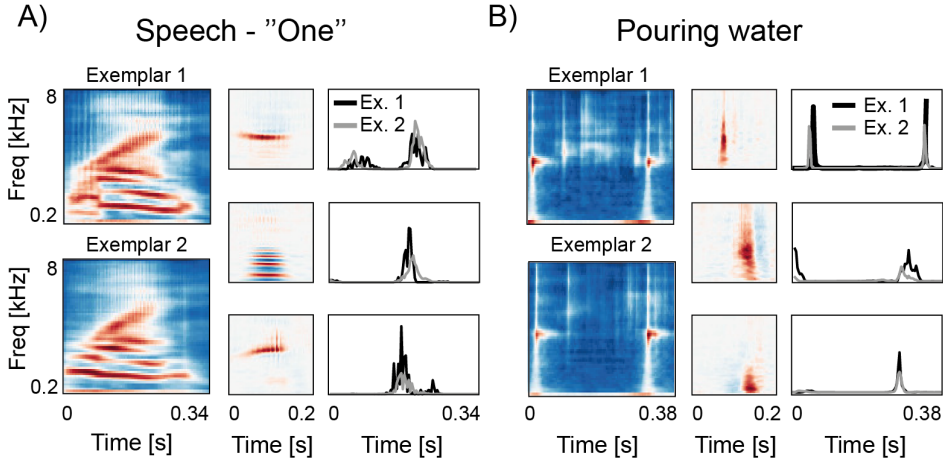 A)
Speech - ”One”
Exemplar 1
8
Freq [kHz]
0.2
Ex. 1
Ex. 2
Exemplar 2
8
Freq [kHz]
0.2
0
0.34
0
0.2
0
0.34
Time [s]
Time [s]
Time [s]
B)
Pouring water
Exemplar 1
Ex. 1
Ex. 2
Exemplar 2
0
0.38
0
0.2
0
0.38
Time [s]
Time [s]
Time [s]